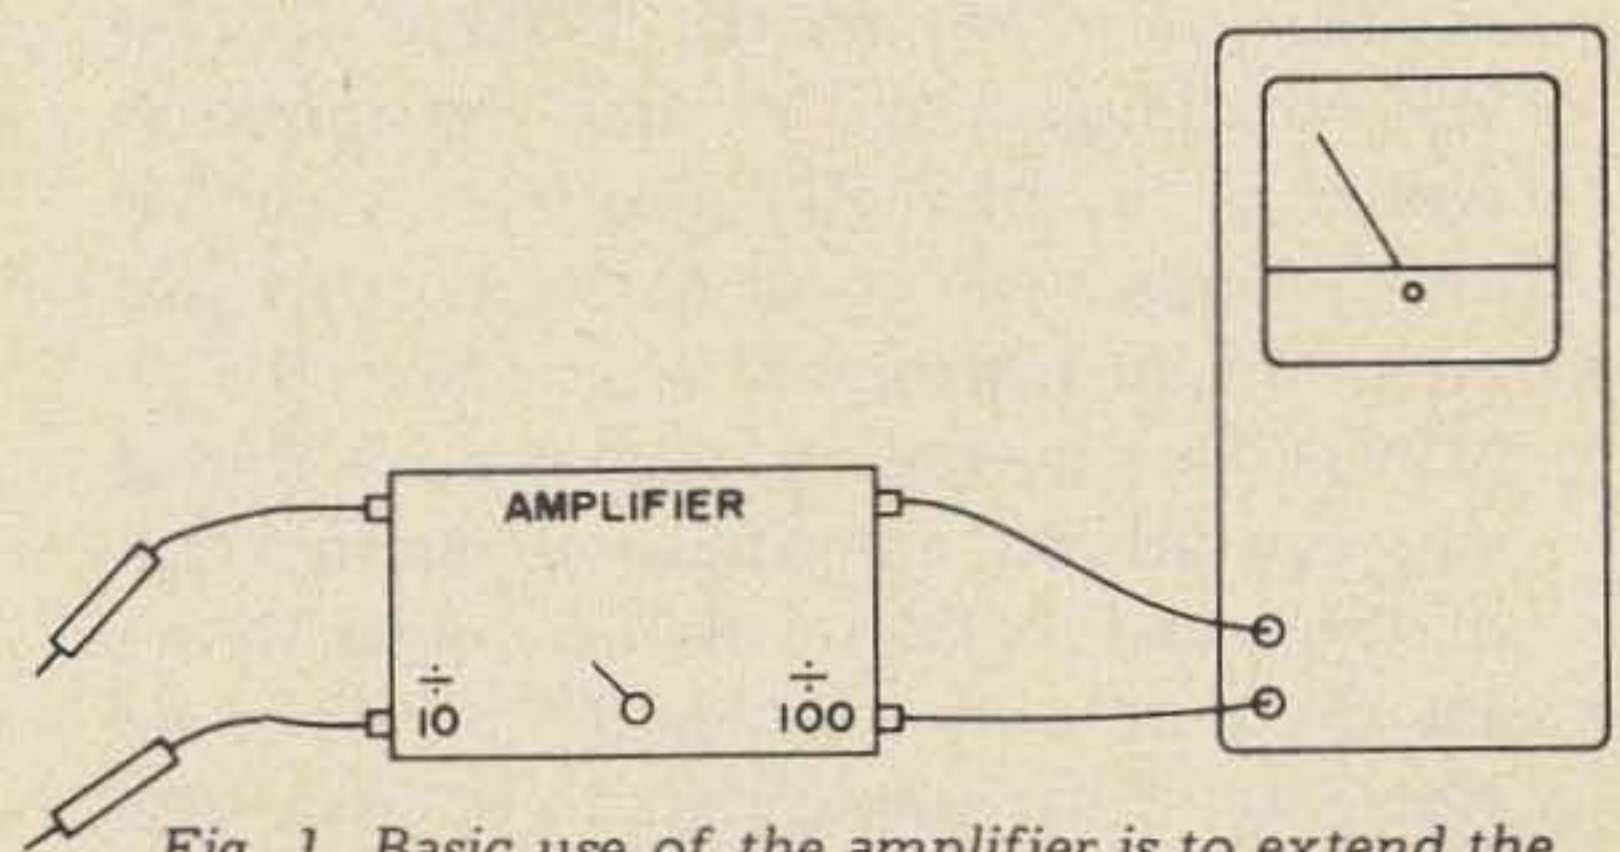 AMPLIFIER
÷ ÷
10 100
Fig. 1. Basic use of the amplifier is to extend the